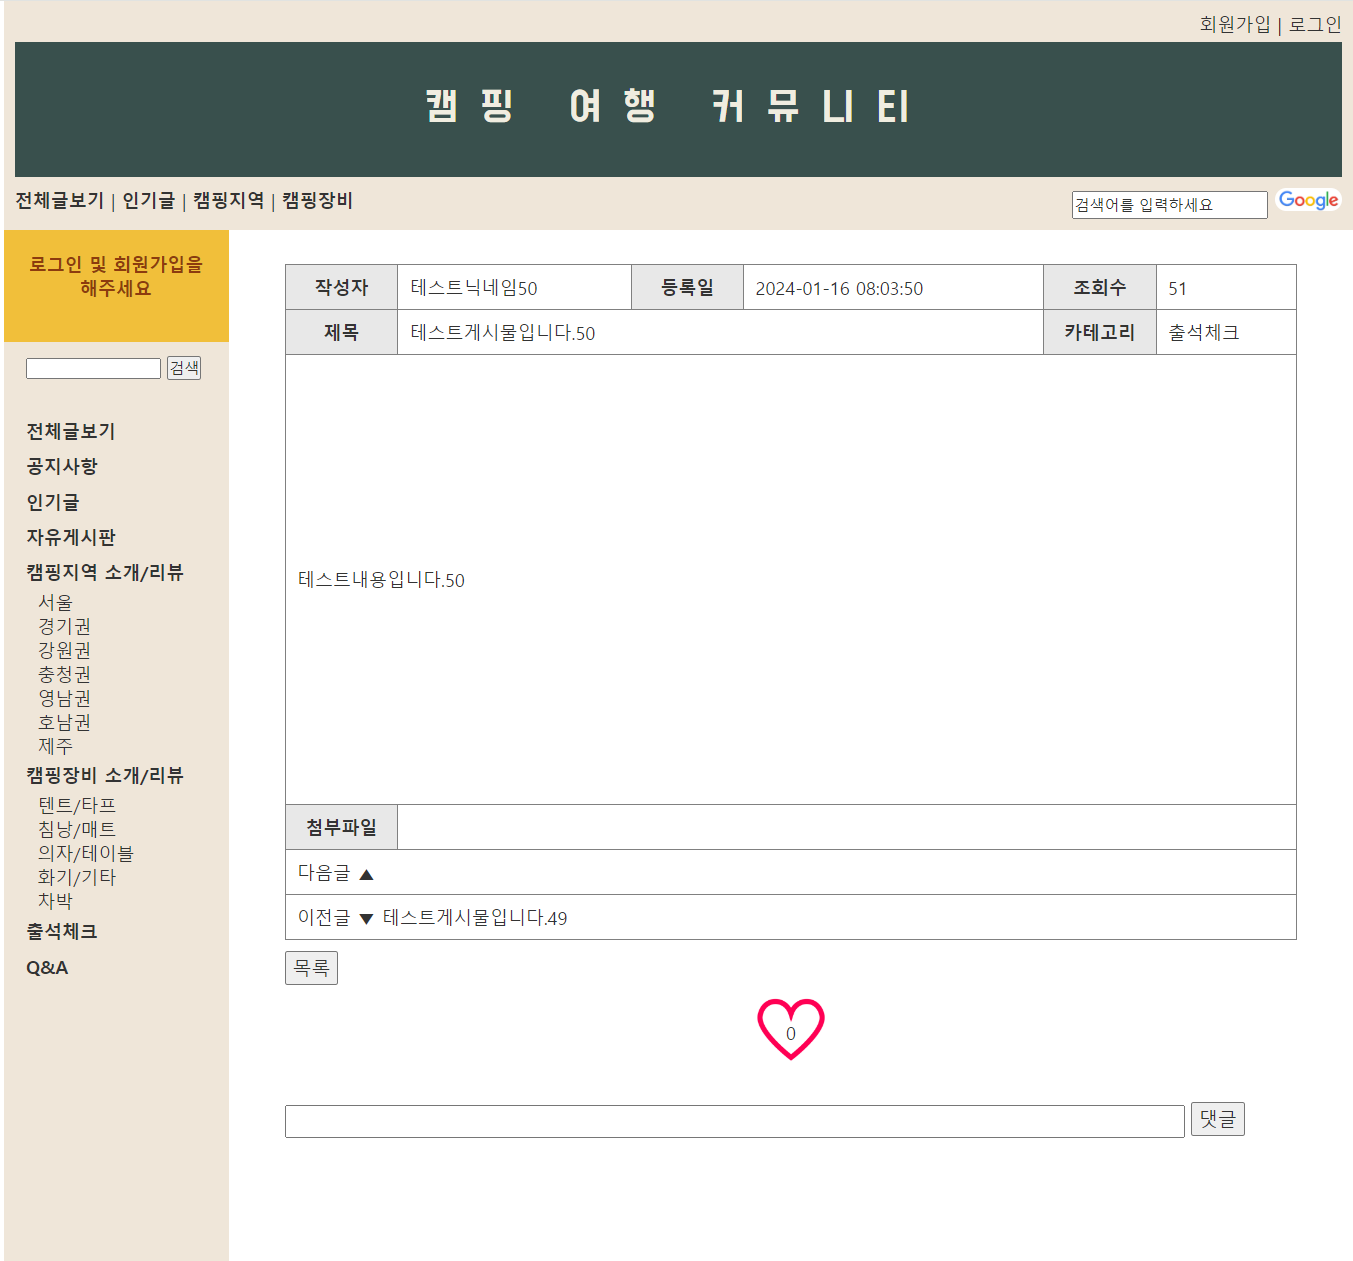 회원가입 | 로그인
캠핑 여행 커뮤니티
전체글보기 | 인기글 | 캠핑지역 | 캠핑장비
검색어를 입력하세요 Google
로그인 및 회원가입을
해주세요
검색
전체글보기
공지사항
인기글
자유게시판
캠핑지역 소개/리뷰
서울
경기권
강원권
충청권
영남권
호남권
제주
캠핑장비 소개/리뷰
텐트/타프
침낭/매트
의자/테이블
화기/기타
차박
출석체크
Q&A
작성자 테스트닉네임50 등록일 2024-01-16 08:03:50 조회수 51
제목 테스트게시물입니다.50 카테고리 출석체크
테스트내용입니다.50
첨부파일
다음글 ▲
이전글 ▼ 테스트게시물입니다.49
목록
0
댓글